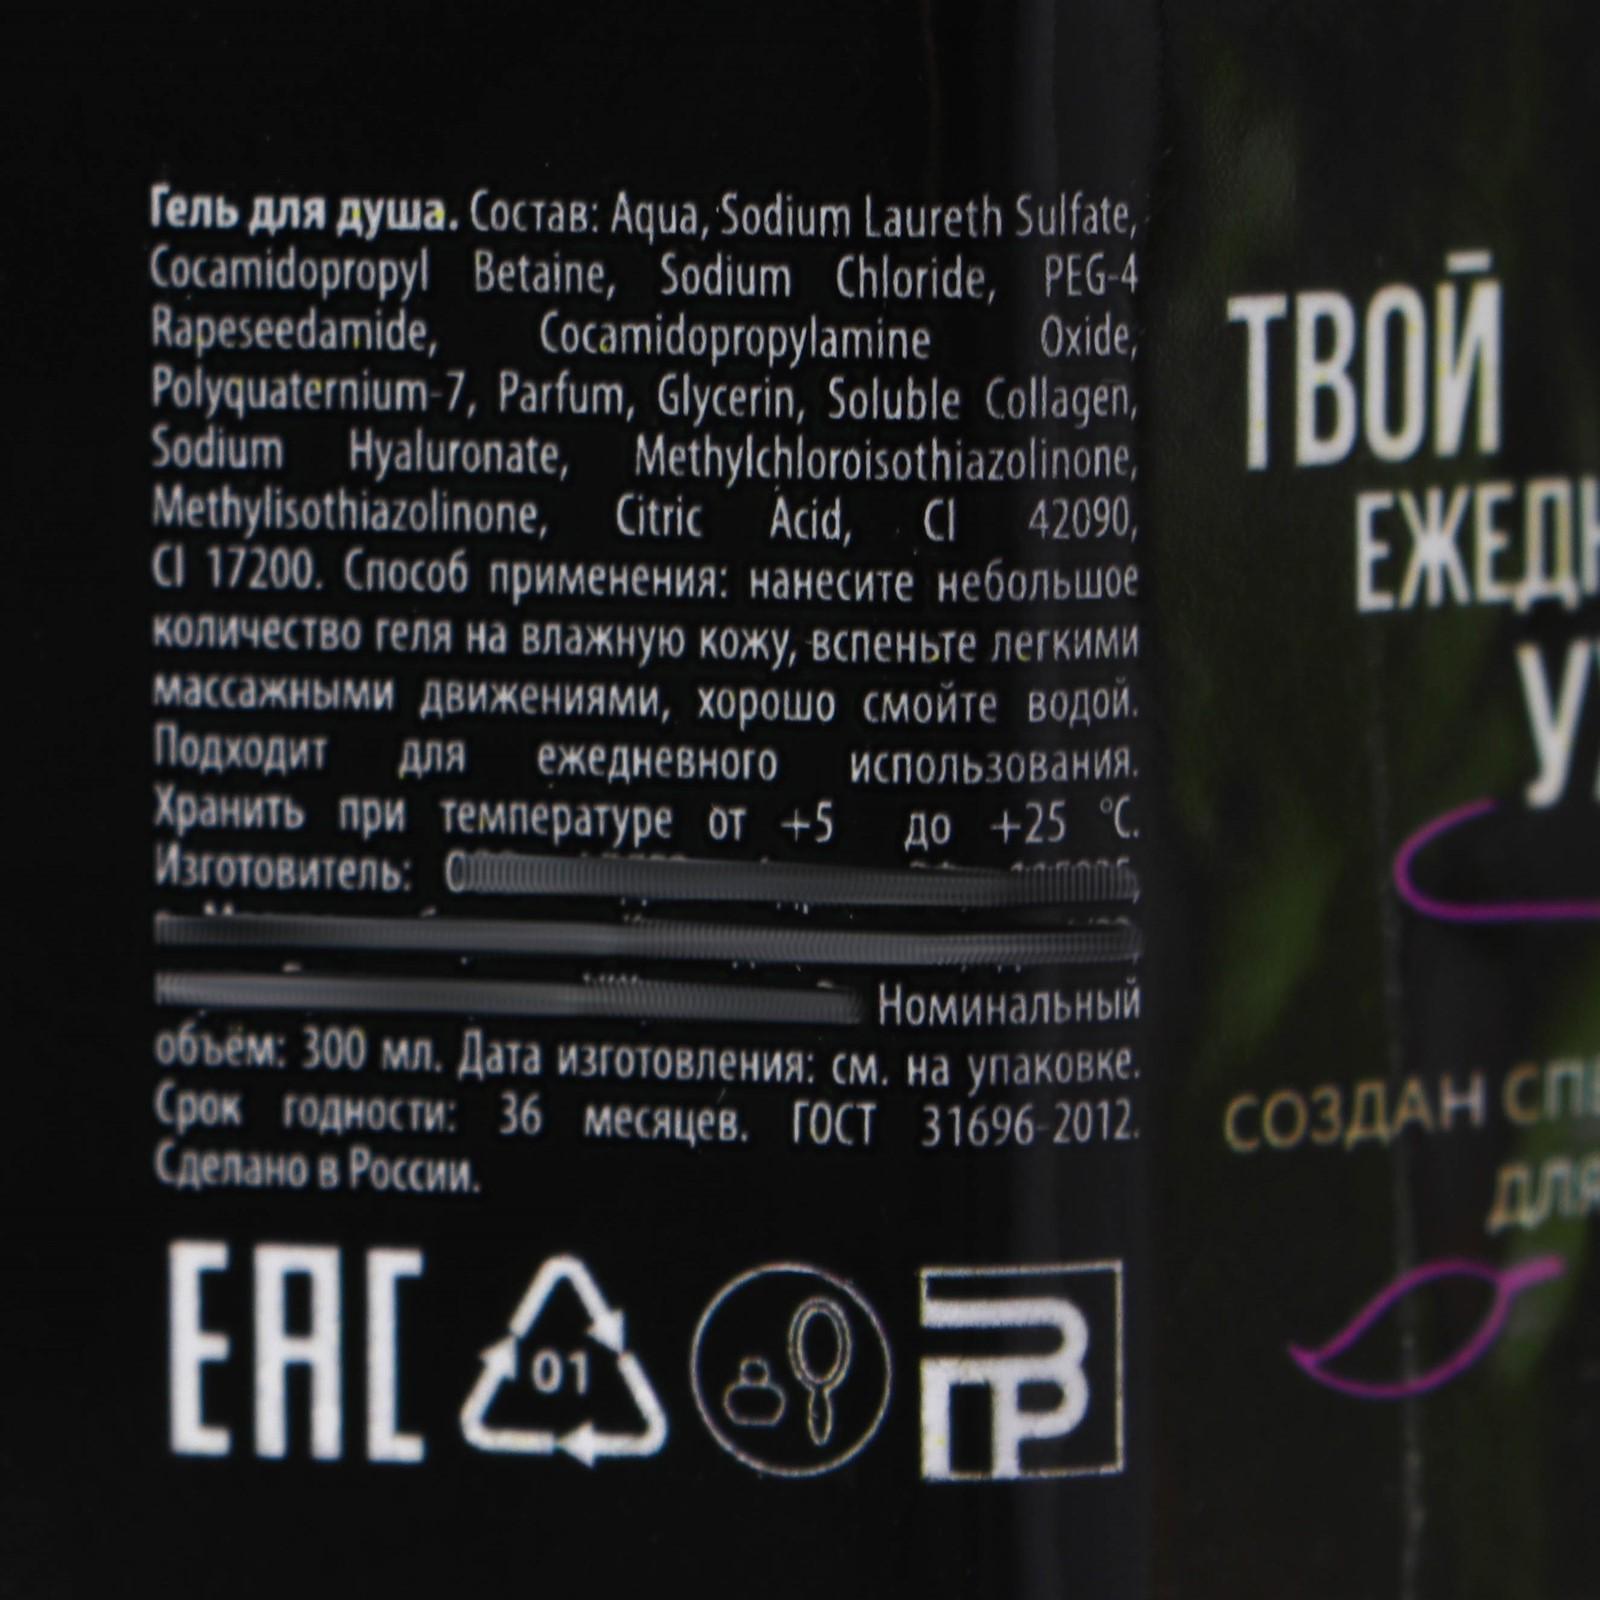 Гель для душа. Состав: Aqua, Sodium Laureth Sulfate,
Cocamidopropyl Betaine, Sodium Chloride, PEG-4
Rapeseedamide, Cocamidopropylamine Oxide,
Polyquaternium-7, Parfum, Glycerin, Soluble Collagen,
Sodium Hyaluronate, Methylchloroisothiazolinone,
Methylisothiazolinone, Citric Acid, CI 42090,
CI 17200. Способ применения: нанесите небольшое
количество геля на влажную кожу, вспеньте легкими
массажными движениями, хорошо смойте водой.
Подходит для ежедневного использования.
Хранить при температуре от +5 до +25 °C.
Изготовитель:
Номинальный
объём: 300 мл. Дата изготовления: см. на упаковке.
Срок годности: 36 месяцев. ГОСТ 31696-2012.
Сделано в России.
EAC
01
ТВОЙ
СОЗДАН